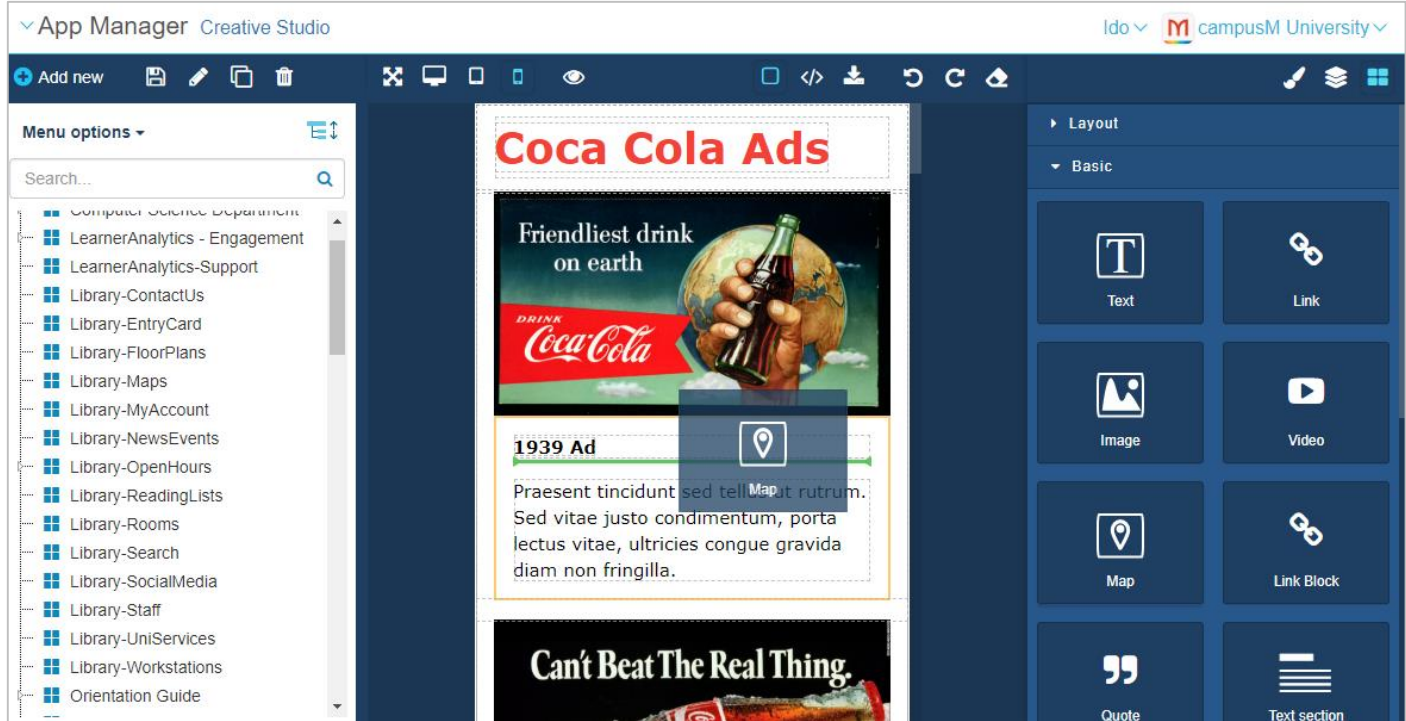 App Manager Creative Studio
Ido campusM University
Add new
Menu options
Search...
Computer Science Department
LearnerAnalytics - Engagement
LearnerAnalytics-Support
Library-ContactUs
Library-EntryCard
Library-FloorPlans
Library-Maps
Library-MyAccount
Library-NewsEvents
Library-OpenHours
Library-ReadingLists
Library-Rooms
Library-Search
Library-SocialMedia
Library-Staff
Library-UniServices
Library-Workstations
Orientation Guide
Coca Cola Ads
Friendliest drink
on earth
DRINK
Coca-Cola
1939 Ad
Map
Praesent tincidunt sed tellus ut rutrum.
Sed vitae justo condimentum, porta
lectus vitae, ultricies congue gravida
diam non fringilla.
Can't Beat The Real Thing.
Layout
Basic
Text
Link
Image
Video
Map
Link Block
Quote
Text section